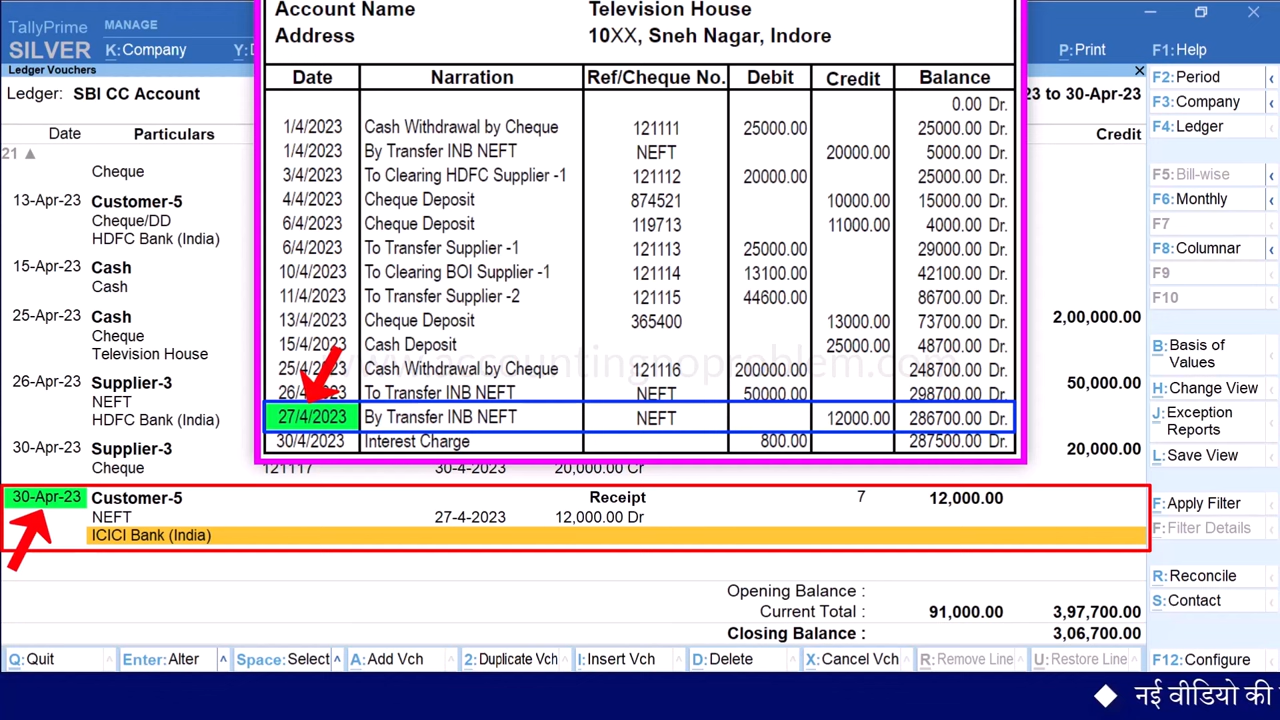 TallyPrime MANAGE
SILVER K:Company Y:
P:Print F1:Help
Account Name Television House
Address 10XX, Sneh Nagar, Indore
Ledger Vouchers
Ledger: SBI CC Account
23 to 30-Apr-23
Date Particulars Credit
Date Narration Ref/Cheque No. Debit Credit Balance
0.00 Dr.
1/4/2023 Cash Withdrawal by Cheque 121111 25000.00 25000.00 Dr.
1/4/2023 By Transfer INB NEFT NEFT 20000.00 5000.00 Dr.
3/4/2023 To Clearing HDFC Supplier -1 121112 20000.00 25000.00 Dr.
4/4/2023 Cheque Deposit 874521 10000.00 15000.00 Dr.
6/4/2023 Cheque Deposit 119713 11000.00 4000.00 Dr.
6/4/2023 To Transfer Supplier -1 121113 25000.00 29000.00 Dr.
10/4/2023 To Clearing BOI Supplier -1 121114 13100.00 42100.00 Dr.
11/4/2023 To Transfer Supplier -2 121115 44600.00 86700.00 Dr.
13/4/2023 Cheque Deposit 365400 13000.00 73700.00 Dr.
15/4/2023 Cash Deposit 25000.00 48700.00 Dr.
25/4/2023 Cash Withdrawal by Cheque 121116 200000.00 248700.00 Dr.
26/4/2023 To Transfer INB NEFT NEFT 50000.00 298700.00 Dr.
27/4/2023 By Transfer INB NEFT NEFT 12000.00 286700.00 Dr.
30/4/2023 Interest Charge 800.00 287500.00 Dr.
www.accountingnoproblem.com
21 ▲
Cheque
13-Apr-23 Customer-5
Cheque/DD
HDFC Bank (India)
15-Apr-23 Cash
Cash
25-Apr-23 Cash 2,00,000.00
Cheque
Television House
26-Apr-23 Supplier-3 50,000.00
NEFT
HDFC Bank (India)
30-Apr-23 Supplier-3 20,000.00
Cheque 121117 30-4-2023 20,000.00 Cr
30-Apr-23 Customer-5 Receipt 7 12,000.00
NEFT 27-4-2023 12,000.00 Dr
ICICI Bank (India)
Opening Balance :
Current Total : 91,000.00 3,97,700.00
Closing Balance : 3,06,700.00
F2:Period
F3:Company
F4:Ledger
F5:Bill-wise
F6:Monthly
F7
F8:Columnar
F9
F10
B:Basis of
Values
H:Change View
J:Exception
Reports
L:Save View
F:Apply Filter
F:Filter Details
R:Reconcile
S:Contact
F12:Configure
Q:Quit Enter:Alter Space:Select A:Add Vch 2:Duplicate Vch I:Insert Vch D:Delete X:Cancel Vch R:Remove Line U:Restore Line
नई वीडियो की